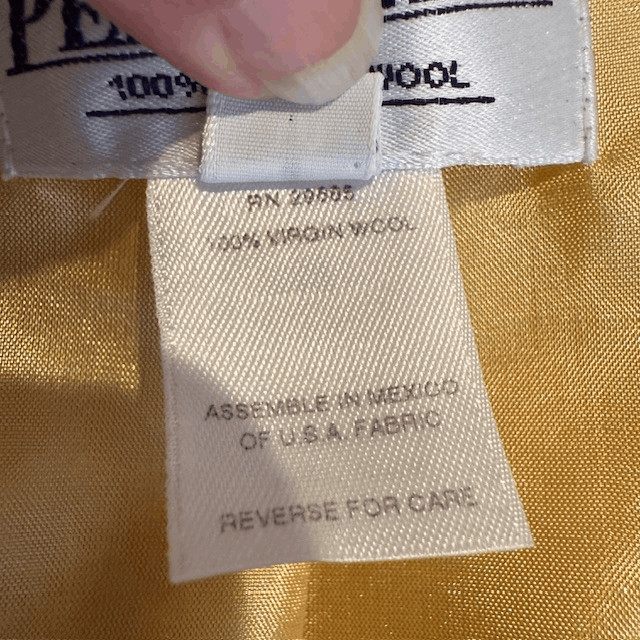 100% WOOL
RN 29685
100% VIRGIN WOOL
ASSEMBLE IN MEXICO
OF U.S.A. FABRIC
REVERSE FOR CARE